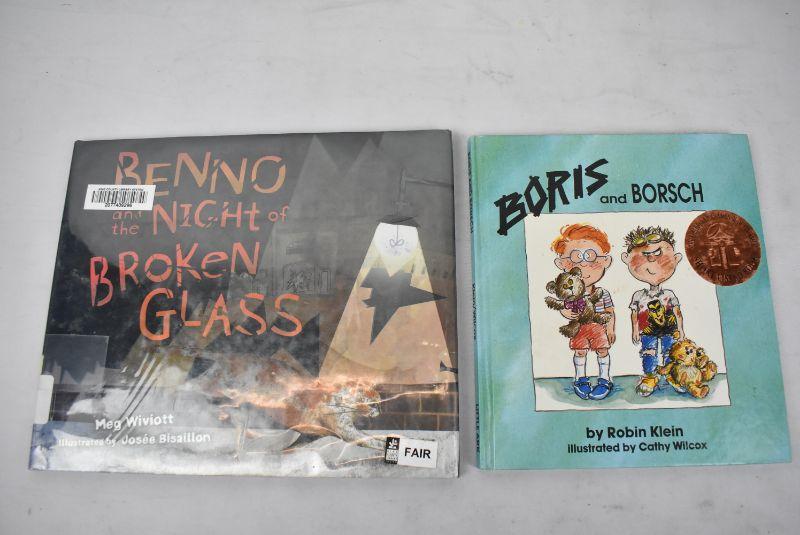 BENNO
and the NIGHT of
BROKEN
GLASS
Meg Wiviott
illustrated by Josée Bisaillon
FAIR
BORIS and BORSCH
by Robin Klein
illustrated by Cathy Wilcox